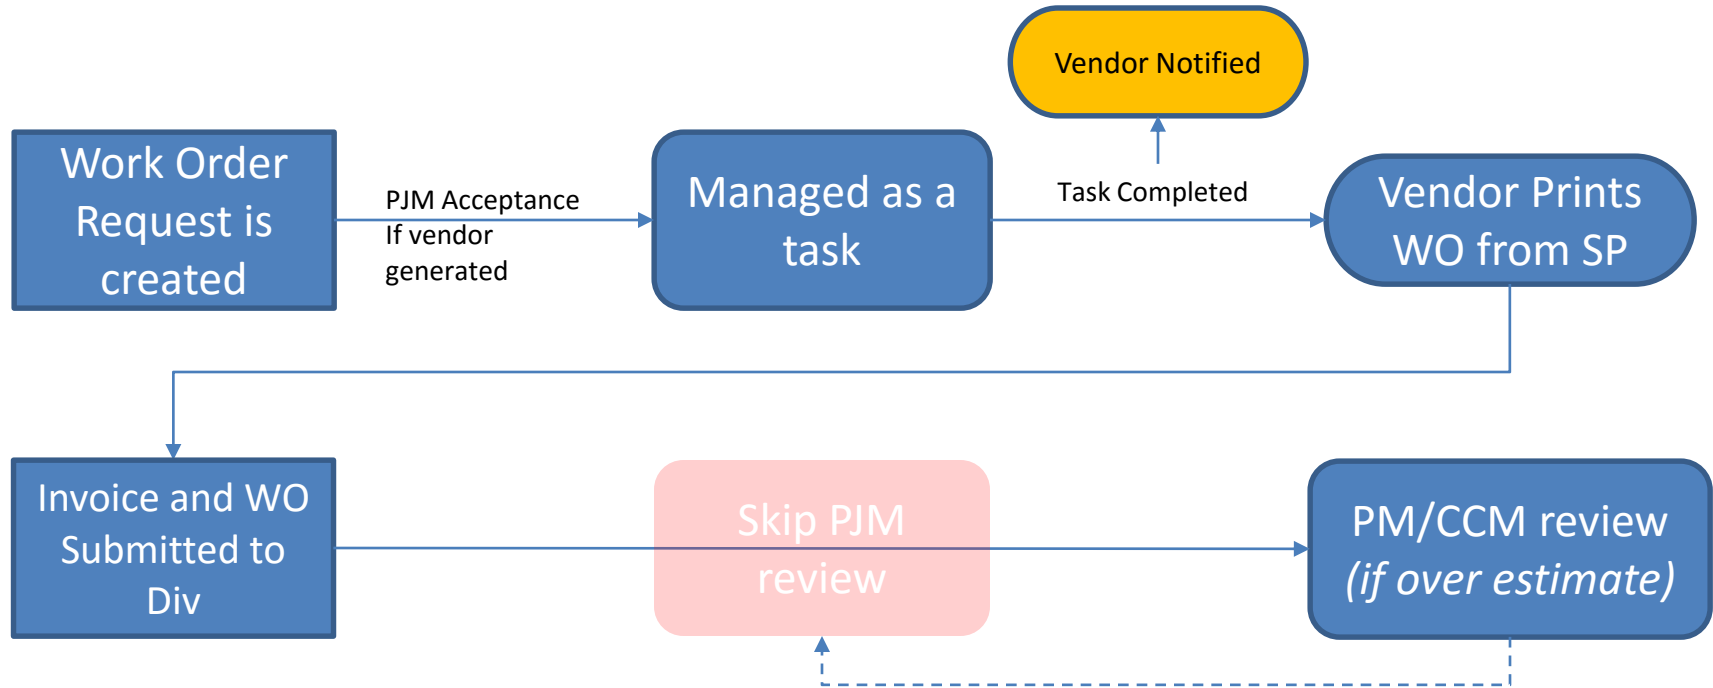 Vendor Notified
Work Order
Request is
created
PJM Acceptance
If vendor
generated
Managed as a
task
Task Completed
Vendor Prints
WO from SP
Invoice and WO
Submitted to
Div
Skip PJM
review
PM/CCM review
(if over estimate)